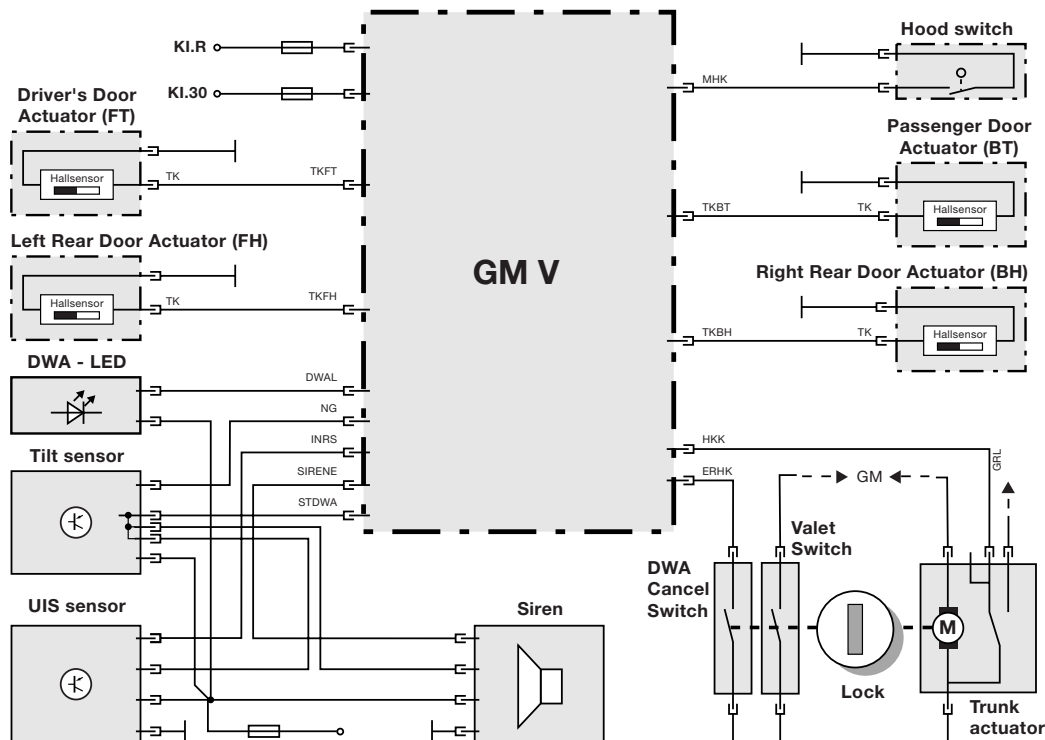 KI.R
KI.30
Driver's Door
Actuator (FT)
Hallsensor
TK
TKFT
Left Rear Door Actuator (FH)
Hallsensor
TK
TKFH
DWA - LED
DWAL
NG
INRS
SIRENE
STDWA
Tilt sensor
UIS sensor
GM V
Hood switch
MHK
Passenger Door
Actuator (BT)
TKBT
TK
Hallsensor
Right Rear Door Actuator (BH)
TKBH
TK
Hallsensor
HKK
ERHK
GRL
GM
Valet
Switch
DWA
Cancel
Switch
Siren
M
Lock
Trunk
actuator